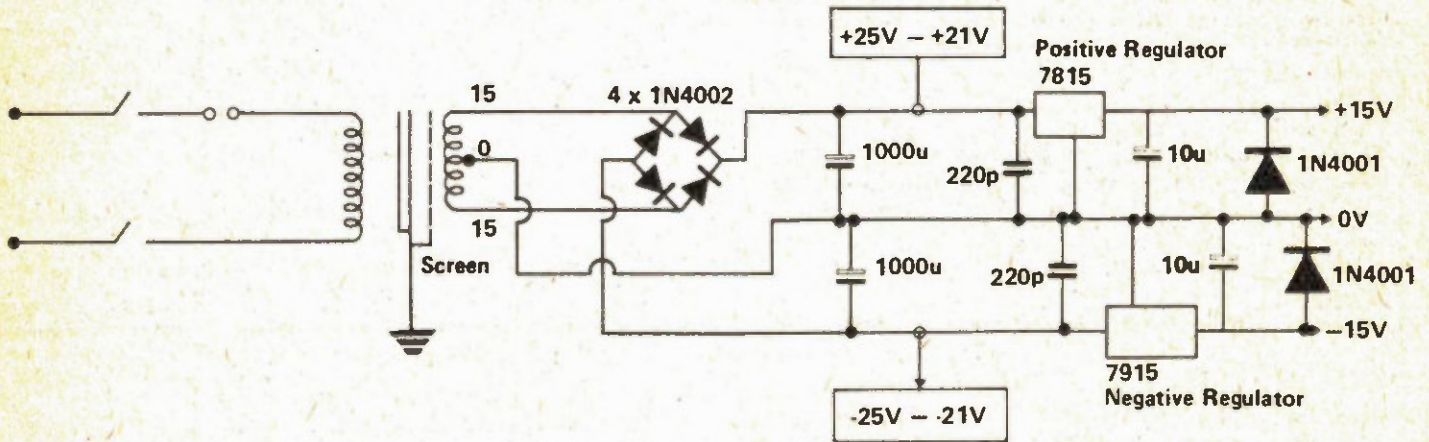 +25V – +21V
Positive Regulator
7815
15
4 x 1N4002
+15V
0
1000u
220p
10u
1N4001
15
0V
Screen
1000u
220p
10u
1N4001
–15V
7915
Negative Regulator
-25V – -21V